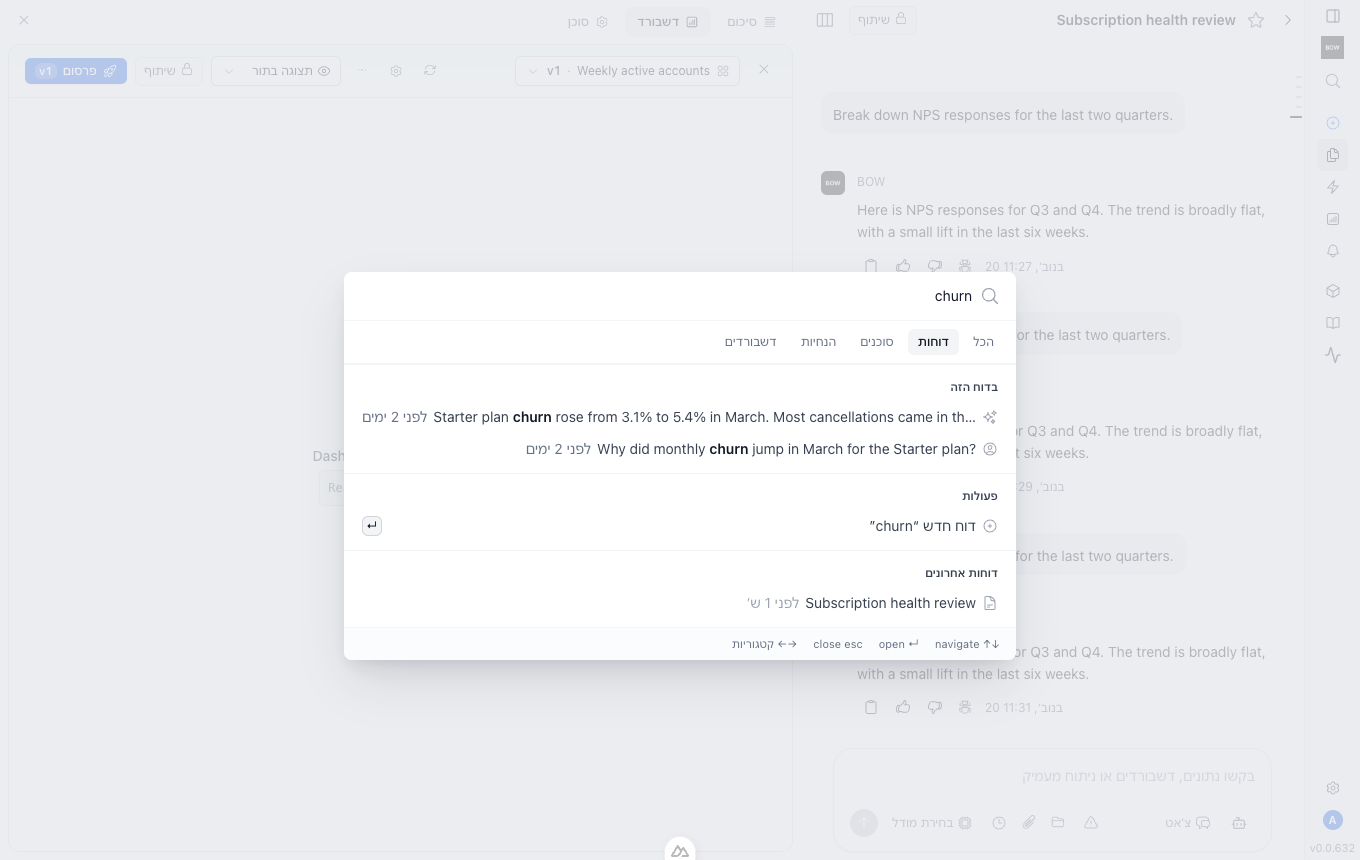 סוכן
דשבורד
סיכום
שיתוף
Subscription health review
BOW
v1 פרסום
שיתוף
תצוגה בתור
v1 · Weekly active accounts
Break down NPS responses for the last two quarters.
BOW
BOW
Here is NPS responses for Q3 and Q4. The trend is broadly flat,
with a small lift in the last six weeks.
20 בנוב׳, 11:27
churn
for the last two quarters.
הכל
דוחות
סוכנים
הנחיות
דשבורדים
בדוח הזה
Starter plan churn rose from 3.1% to 5.4% in March. Most cancellations came in th... לפני 2 ימים
Why did monthly churn jump in March for the Starter plan? לפני 2 ימים
or Q3 and Q4. The trend is broadly flat,
st six weeks.
:29 בנוב׳,
Dash
Re
פעולות
דוח חדש “churn”
for the last two quarters.
דוחות אחרונים
Subscription health review לפני 1 ש׳
navigate
open
close esc
קטגוריות
or Q3 and Q4. The trend is broadly flat,
with a small lift in the last six weeks.
20 בנוב׳, 11:31
בקשו נתונים, דשבורדים או ניתוח מעמיק
צ׳אט
בחירת מודל
A
v0.0.632